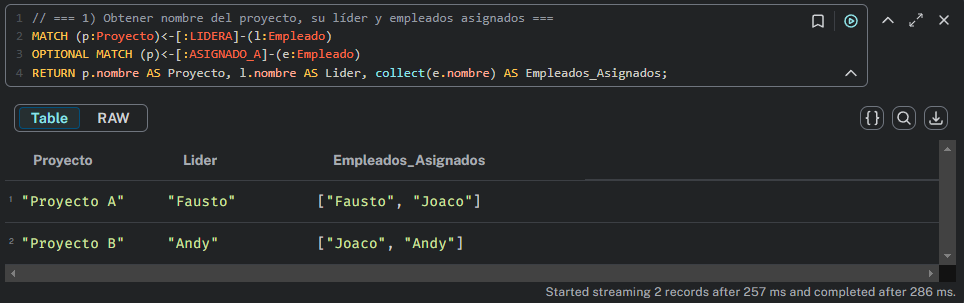 1 // === 1) Obtener nombre del proyecto, su líder y empleados asignados ===
2 MATCH (p:Proyecto)<-[:LIDERA]-(l:Empleado)
3 OPTIONAL MATCH (p)<-[:ASIGNADO_A]-(e:Empleado)
4 RETURN p.nombre AS Proyecto, l.nombre AS Lider, collect(e.nombre) AS Empleados_Asignados;
Table RAW
Proyecto Lider Empleados_Asignados
1 "Proyecto A" "Fausto" ["Fausto", "Joaco"]
2 "Proyecto B" "Andy" ["Joaco", "Andy"]
Started streaming 2 records after 257 ms and completed after 286 ms.